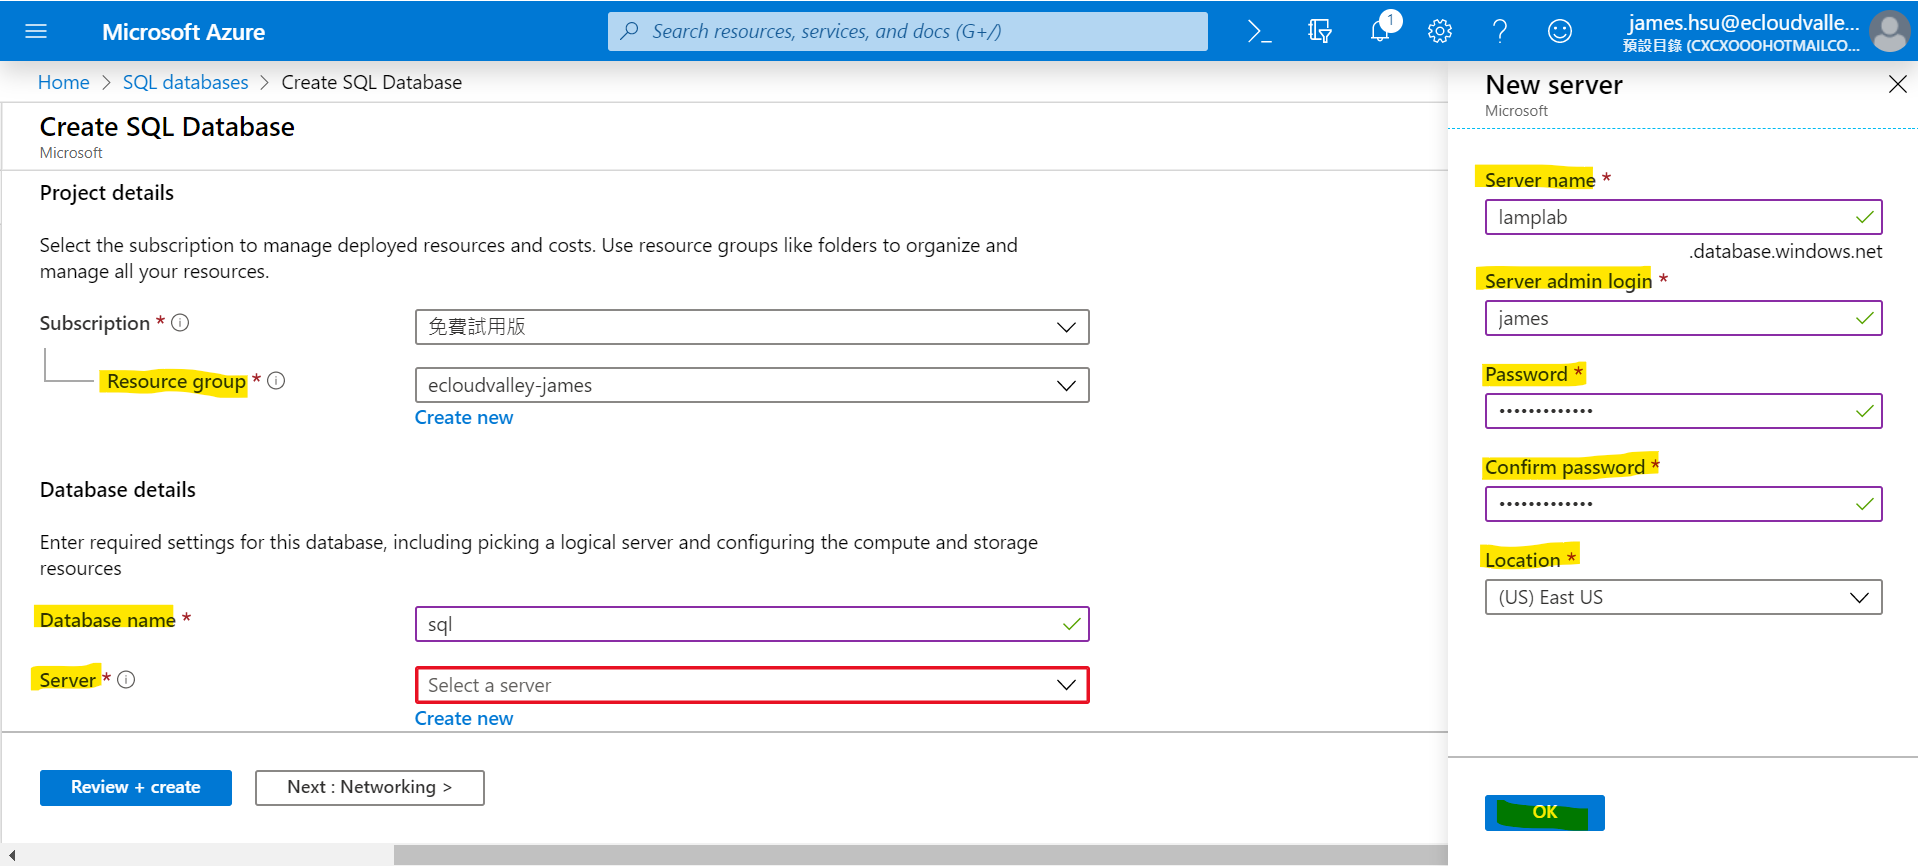 Microsoft Azure
Search resources, services, and docs (G+/)
1
james.hsu@ecloudvalle...
預設目錄 (CXCXOOOHOTMAILCO...
Home > SQL databases > Create SQL Database
Create SQL Database
Microsoft
Project details
Select the subscription to manage deployed resources and costs. Use resource groups like folders to organize and
manage all your resources.
Subscription *
免費試用版
Resource group *
ecloudvalley-james
Create new
Database details
Enter required settings for this database, including picking a logical server and configuring the compute and storage
resources
Database name *
sql
Server *
Select a server
Create new
Review + create
Next : Networking >
New server
Microsoft
Server name *
lamplab
.database.windows.net
Server admin login *
james
Password *
•••••••••••••
Confirm password *
•••••••••••••
Location *
(US) East US
OK